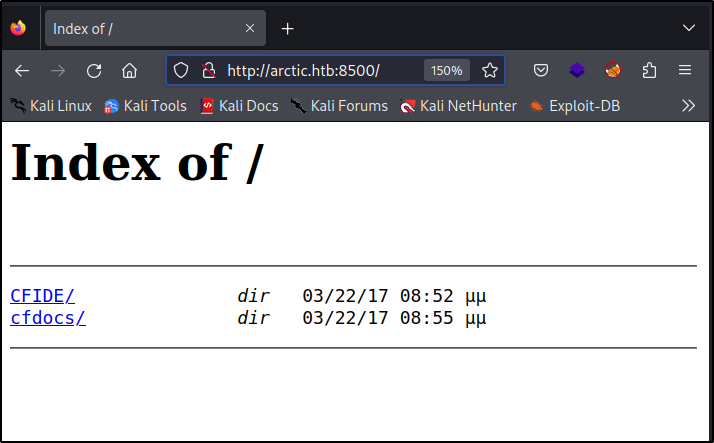 Index of /
http://arctic.htb:8500/ 150%
Kali Linux Kali Tools Kali Docs Kali Forums Kali NetHunter Exploit-DB
Index of /
CFIDE/ dir 03/22/17 08:52 μμ
cfdocs/ dir 03/22/17 08:55 μμ